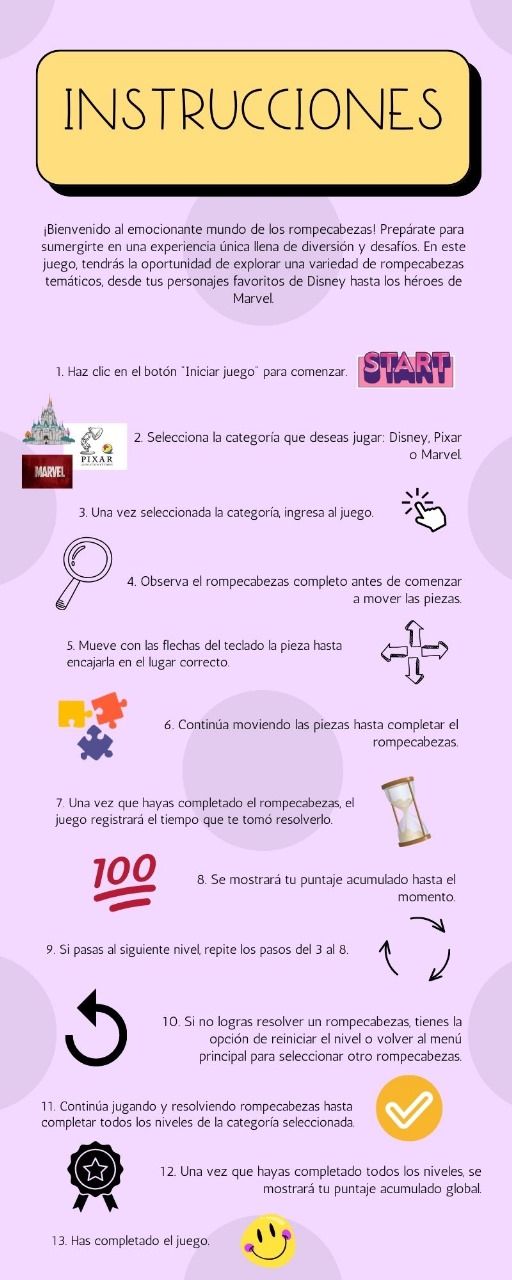 INSTRUCCIONES
¡Bienvenido al emocionante mundo de los rompecabezas! Prepárate para
sumergirte en una experiencia única llena de diversión y desafíos. En este
juego, tendrás la oportunidad de explorar una variedad de rompecabezas
temáticos, desde tus personajes favoritos de Disney hasta los héroes de
Marvel.
1. Haz clic en el botón "Iniciar juego" para comenzar.
START
MARVEL
PIXAR
2. Selecciona la categoría que deseas jugar: Disney, Pixar
o Marvel.
3. Una vez seleccionada la categoría, ingresa al juego.
4. Observa el rompecabezas completo antes de comenzar
a mover las piezas.
5. Mueve con las flechas del teclado la pieza hasta
encajarla en el lugar correcto.
6. Continúa moviendo las piezas hasta completar el
rompecabezas.
7. Una vez que hayas completado el rompecabezas, el
juego registrará el tiempo que te tomó resolverlo.
100
8. Se mostrará tu puntaje acumulado hasta el
momento.
9. Si pasas al siguiente nivel, repite los pasos del 3 al 8.
10. Si no logras resolver un rompecabezas, tienes la
opción de reiniciar el nivel o volver al menú
principal para seleccionar otro rompecabezas.
11. Continúa jugando y resolviendo rompecabezas hasta
completar todos los niveles de la categoría seleccionada.
12. Una vez que hayas completado todos los niveles, se
mostrará tu puntaje acumulado global.
13. Has completado el juego.